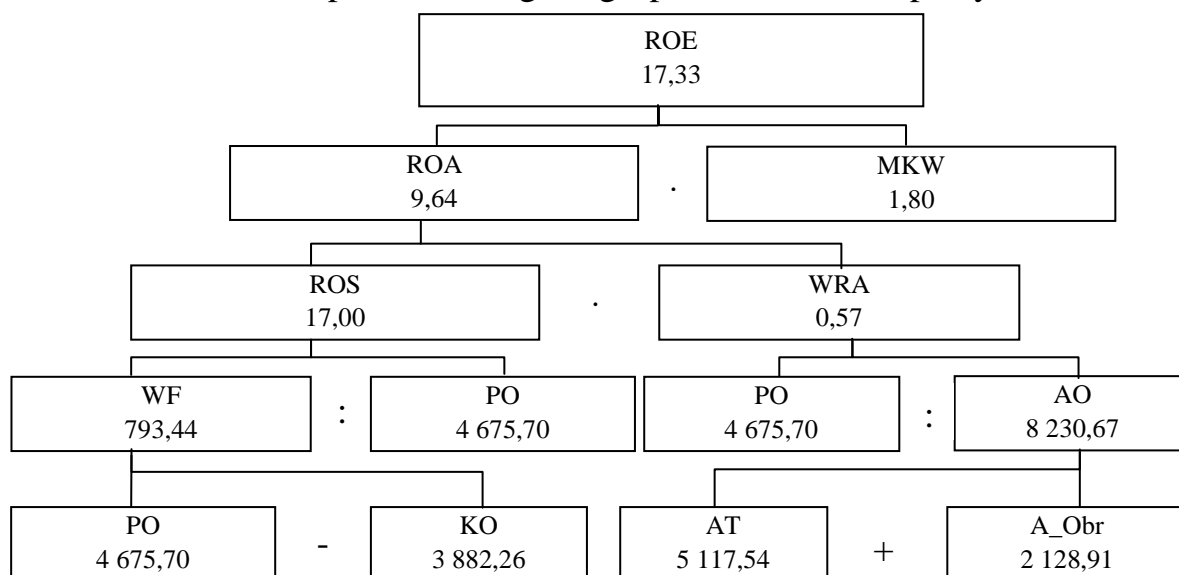 ROE
17,33
ROA
9,64
.
MKW
1,80
ROS
17,00
.
WRA
0,57
WF
793,44
:
PO
4 675,70
PO
4 675,70
:
AO
8 230,67
PO
4 675,70
-
KO
3 882,26
AT
5 117,54
+
A_Obr
2 128,91